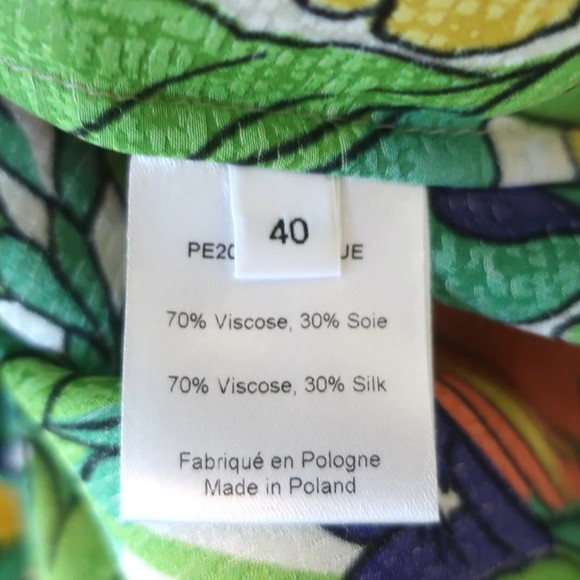 40
70% Viscose, 30% Soie
70% Viscose, 30% Silk
Fabriqué en Pologne
Made in Poland